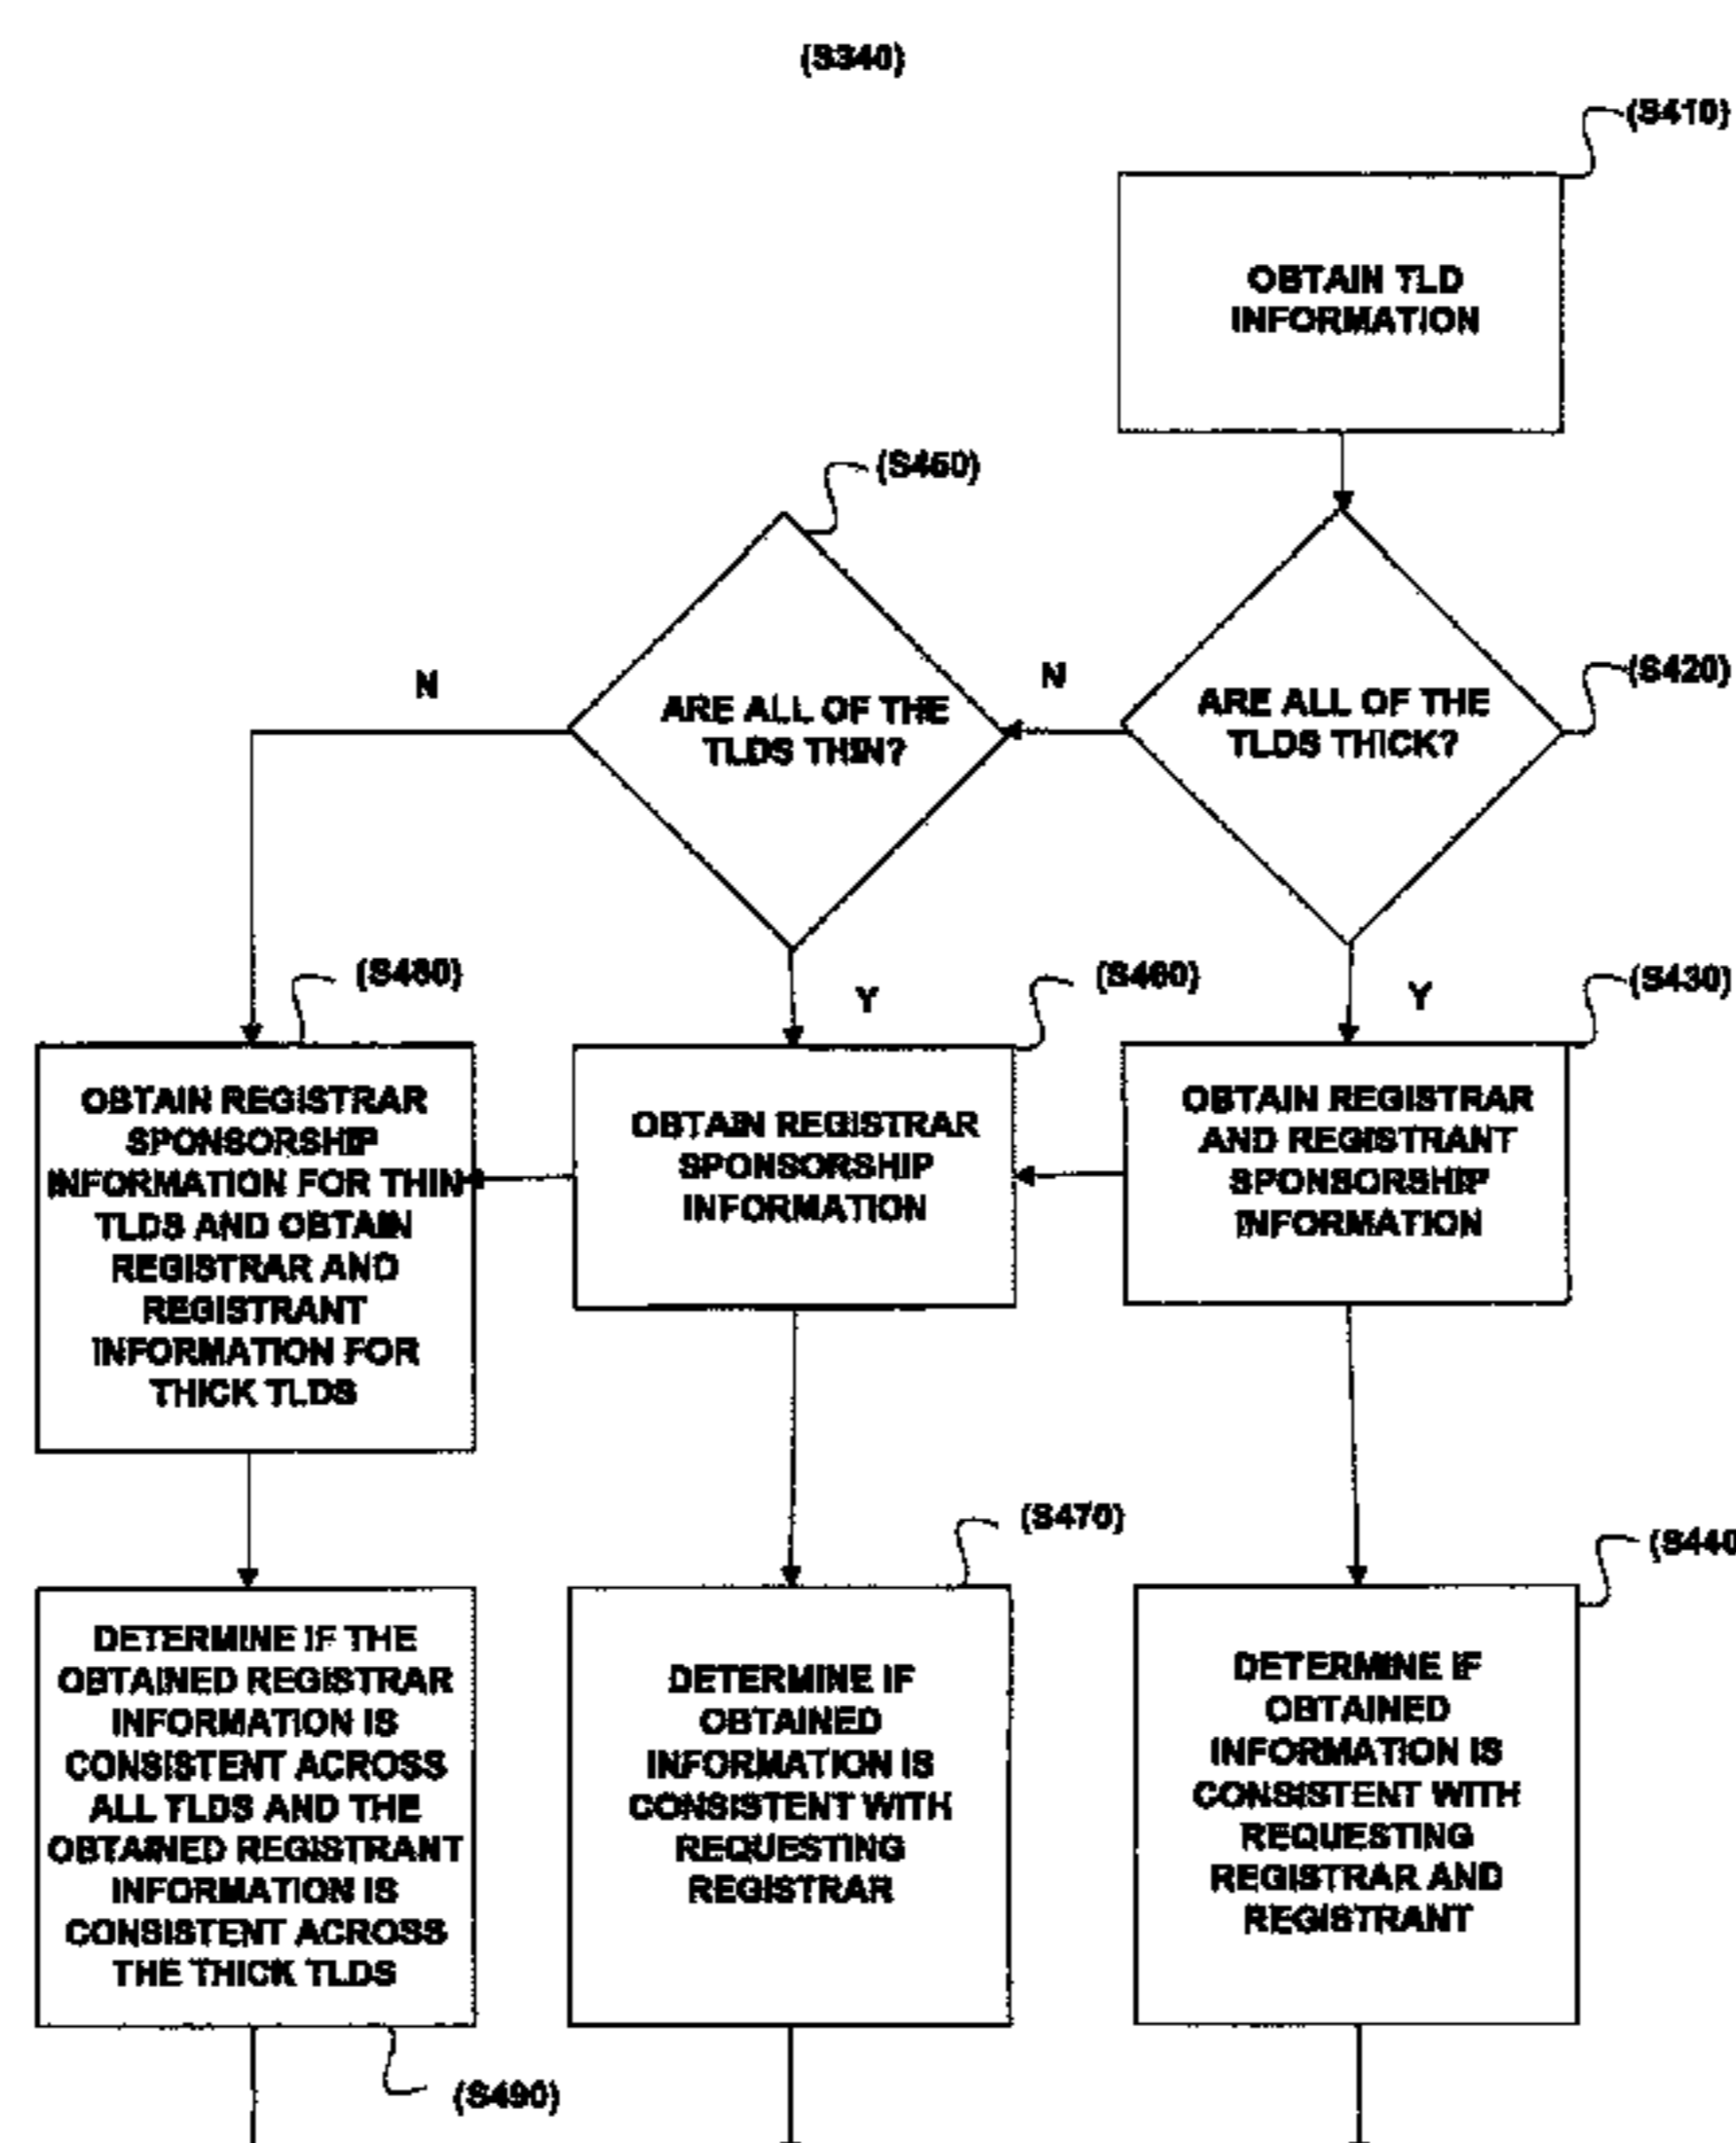 (S340)
(S410)
OBTAIN TLD
INFORMATION
(S450)
(S420)
N
N
ARE ALL OF THE
TLDS THIN?
ARE ALL OF THE
TLDS THICK?
(S480)
Y
(S460)
Y
(S430)
OBTAIN REGISTRAR
SPONSORSHIP
INFORMATION FOR THIN
TLDS AND OBTAIN
REGISTRAR AND
REGISTRANT
INFORMATION FOR
THICK TLDS
OBTAIN REGISTRAR
SPONSORSHIP
INFORMATION
OBTAIN REGISTRAR
AND REGISTRANT
SPONSORSHIP
INFORMATION
(S470)
(S440
DETERMINE IF THE
OBTAINED REGISTRAR
INFORMATION IS
CONSISTENT ACROSS
ALL TLDS AND THE
OBTAINED REGISTRANT
INFORMATION IS
CONSISTENT ACROSS
THE THICK TLDS
DETERMINE IF
OBTAINED
INFORMATION IS
CONSISTENT WITH
REQUESTING
REGISTRAR
DETERMINE IF
OBTAINED
INFORMATION IS
CONSISTENT WITH
REQUESTING
REGISTRAR AND
REGISTRANT
(S490)